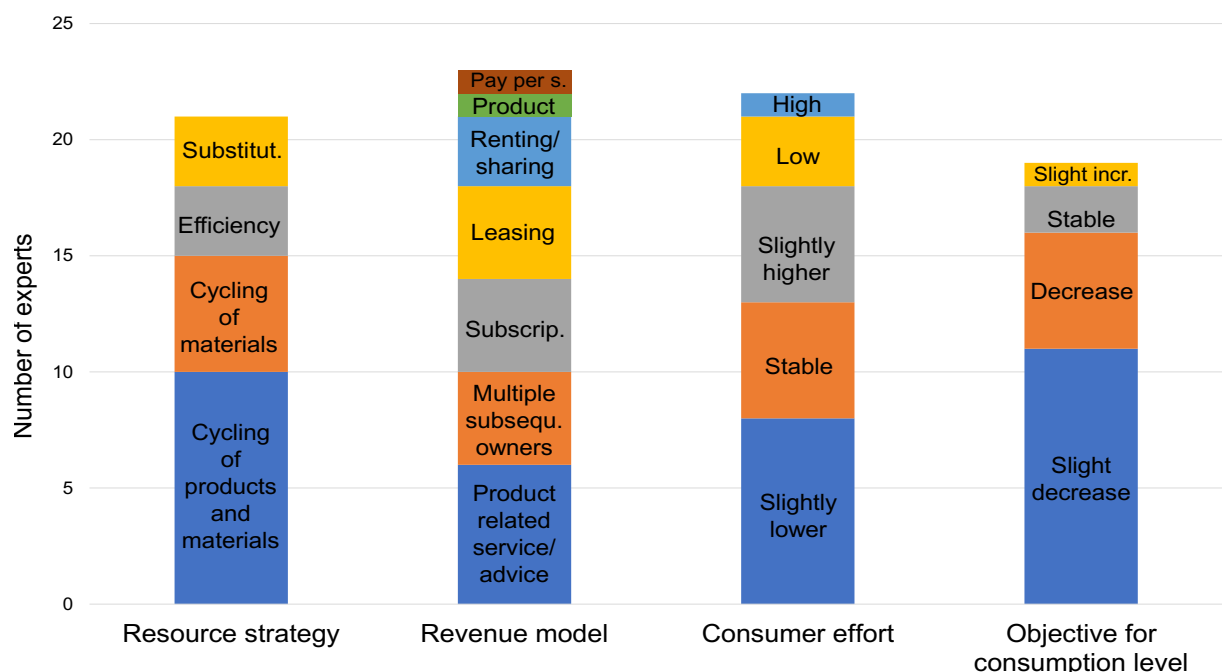 25
20
15
10
5
0
Number of experts
Substitut.
Efficiency
Cycling
of
materials
Cycling
of
products
and
materials
Resource strategy
Pay per s.
Product
Renting/
sharing
Leasing
Subscrip.
Multiple
subsequ.
owners
Product
related
service/
advice
Revenue model
High
Low
Slightly
higher
Stable
Slightly
lower
Consumer effort
Slight incr.
Stable
Decrease
Slight
decrease
Objective for
consumption level